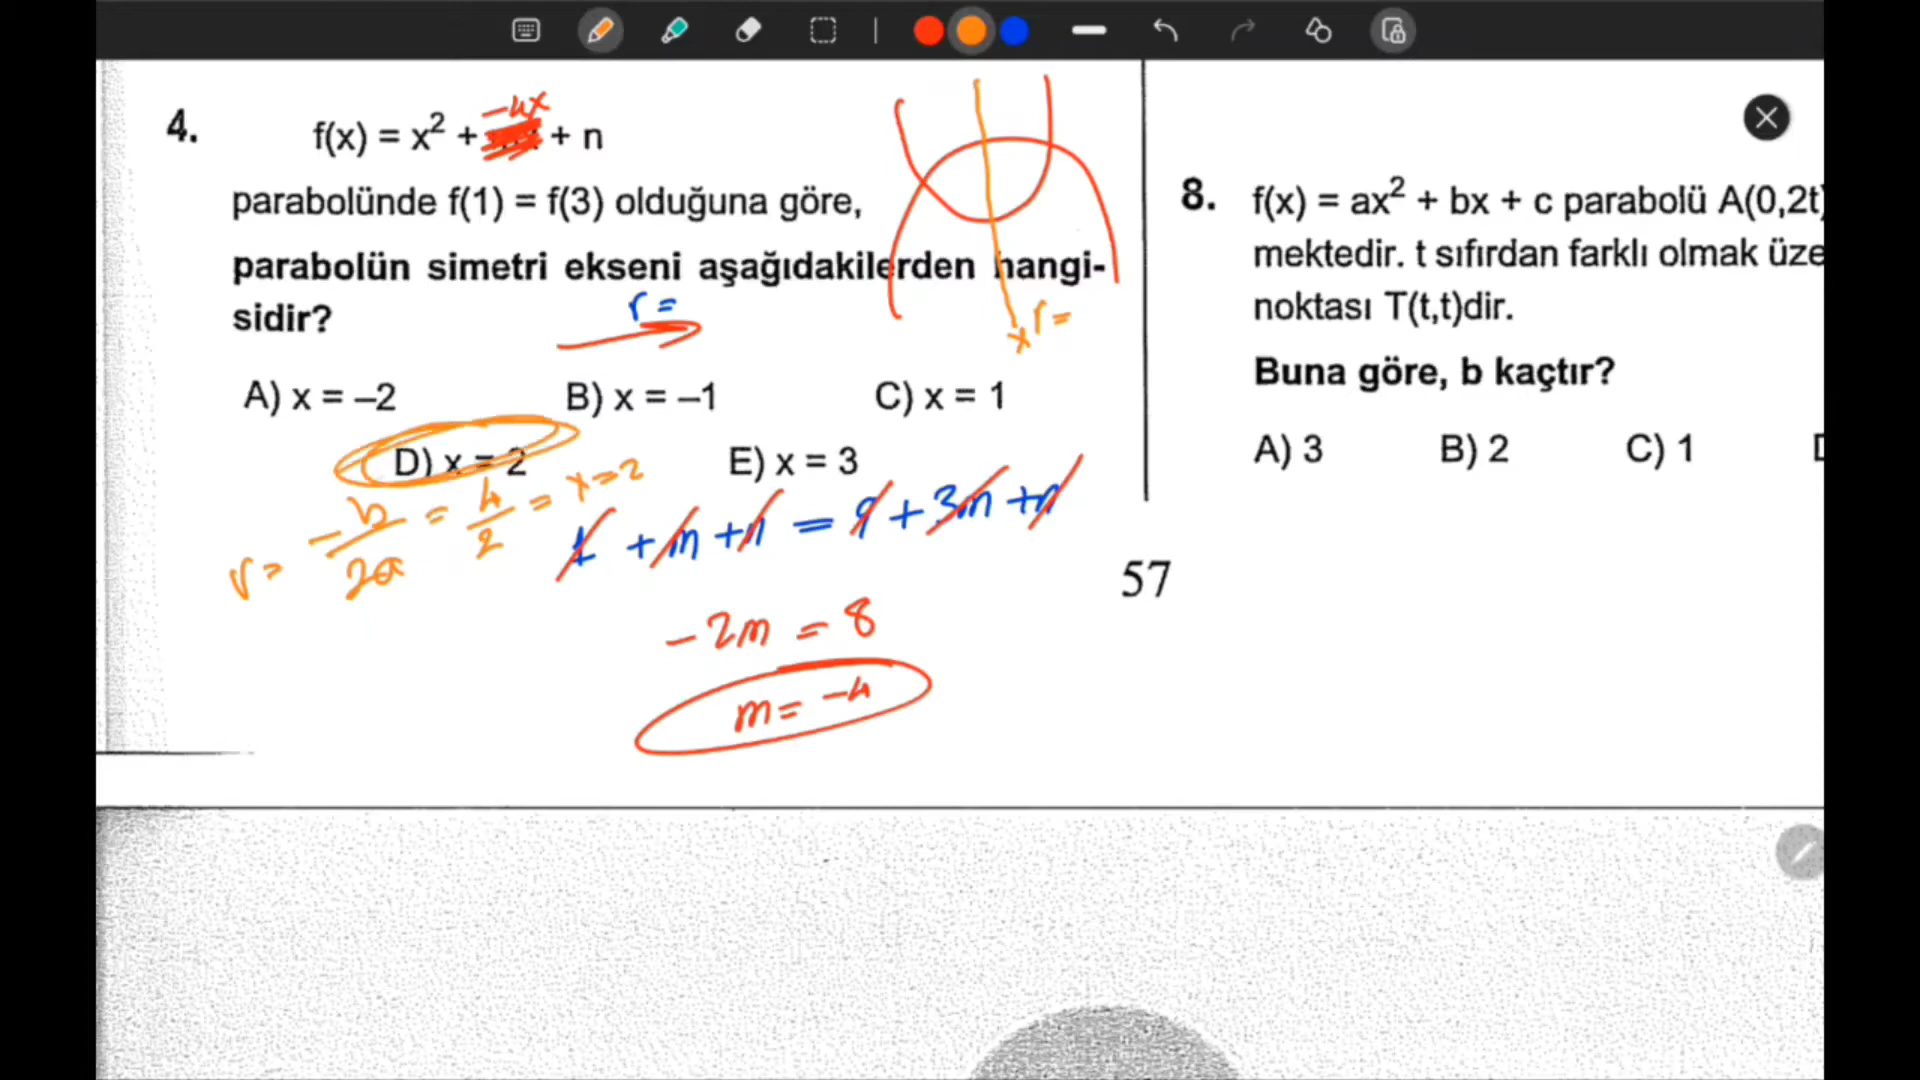 4. f(x) = x² + -4x + n
parabolünde f(1) = f(3) olduğuna göre,
parabolün simetri ekseni aşağıdakilerden hangi-
sidir?
r =
x r =
A) x = –2 B) x = –1 C) x = 1
D) x = 2 E) x = 3
r = -b/2a = 4/2 = x = 2
1 + m + n = 9 + 3m + n
- 2m = 8
m = -4
57
8. f(x) = ax² + bx + c parabolü A(0,2t)
mektedir. t sıfırdan farklı olmak üze
noktası T(t,t)dir.
Buna göre, b kaçtır?
A) 3 B) 2 C) 1